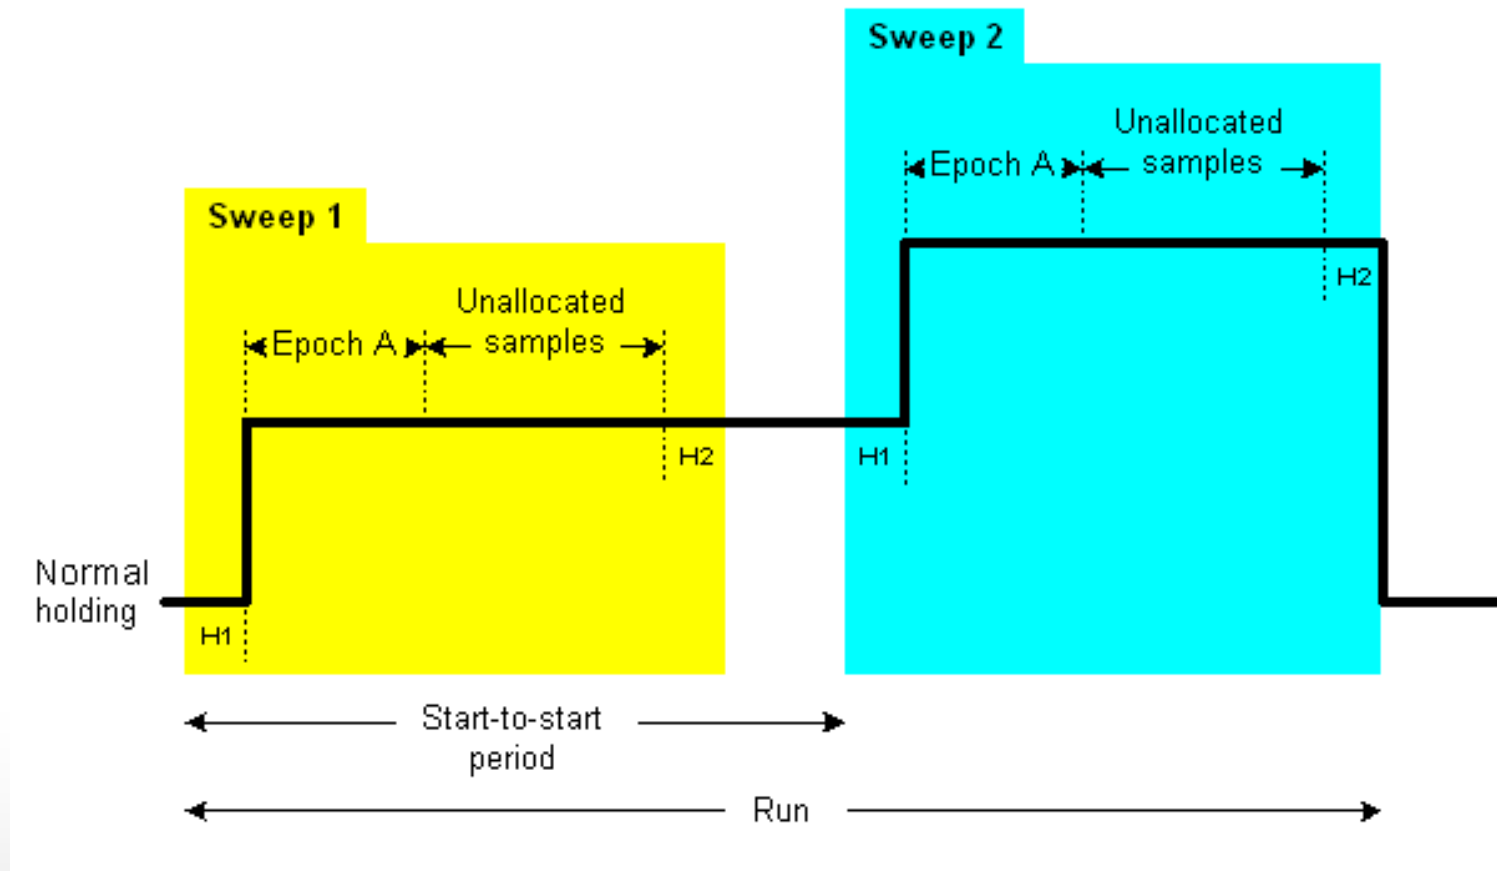 Sweep 2
Unallocated
samples
Epoch A
H2
Sweep 1
Unallocated
samples
Epoch A
H2
H1
Normal
holding
H1
Start-to-start
period
Run